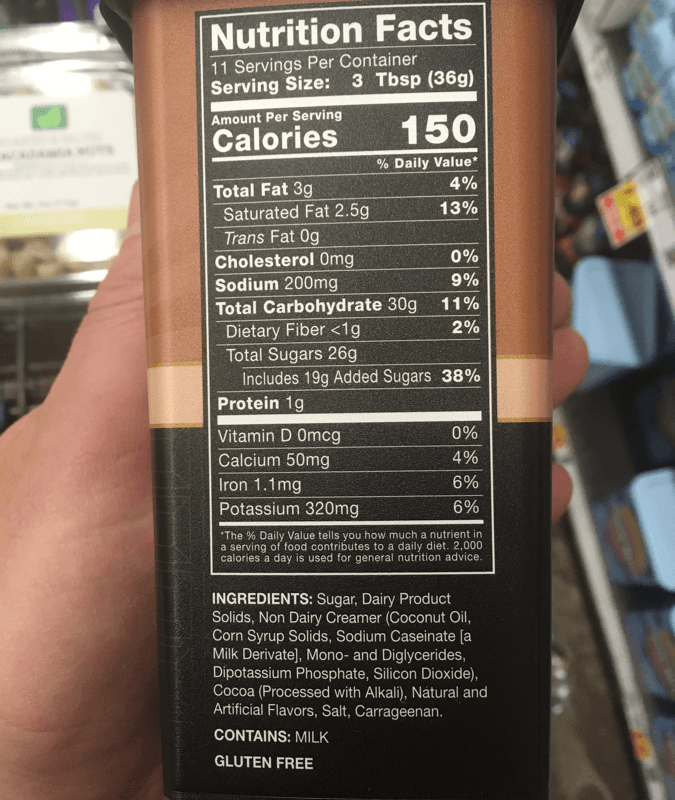 Nutrition Facts
11 Servings Per Container
Serving Size: 3 Tbsp (36g)
Amount Per Serving
Calories 150
% Daily Value*
Total Fat 3g 4%
Saturated Fat 2.5g 13%
Trans Fat 0g
Cholesterol 0mg 0%
Sodium 200mg 9%
Total Carbohydrate 30g 11%
Dietary Fiber <1g 2%
Total Sugars 26g
Includes 19g Added Sugars 38%
Protein 1g
Vitamin D 0mcg 0%
Calcium 50mg 4%
Iron 1.1mg 6%
Potassium 320mg 6%
*The % Daily Value tells you how much a nutrient in
a serving of food contributes to a daily diet. 2,000
calories a day is used for general nutrition advice.
INGREDIENTS: Sugar, Dairy Product
Solids, Non Dairy Creamer (Coconut Oil,
Corn Syrup Solids, Sodium Caseinate [a
Milk Derivate], Mono- and Diglycerides,
Dipotassium Phosphate, Silicon Dioxide),
Cocoa (Processed with Alkali), Natural and
Artificial Flavors, Salt, Carrageenan.
CONTAINS: MILK
GLUTEN FREE